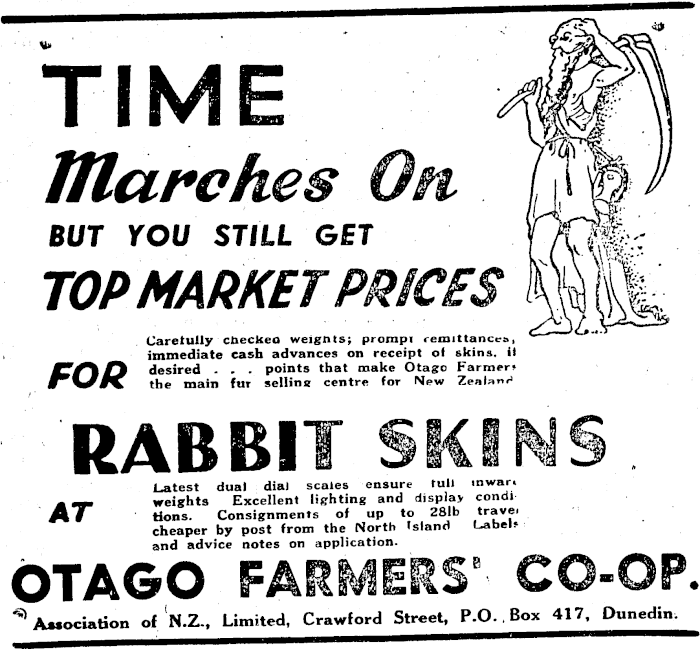 TIME
Marches On
BUT YOU STILL GET
TOP MARKET PRICES
FOR
Carefully checked weights; prompt remittances,
immediate cash advances on receipt of skins, if
desired . . . points that make Otago Farmers
the main fur selling centre for New Zealand
RABBIT SKINS
AT
Latest dual dial scales ensure full inward
weights Excellent lighting and display condi-
tions. Consignments of up to 28lb travel
cheaper by post from the North Island Labels
and advice notes on application.
OTAGO FARMERS' CO-OP.
Association of N.Z., Limited, Crawford Street, P.O. Box 417, Dunedin.